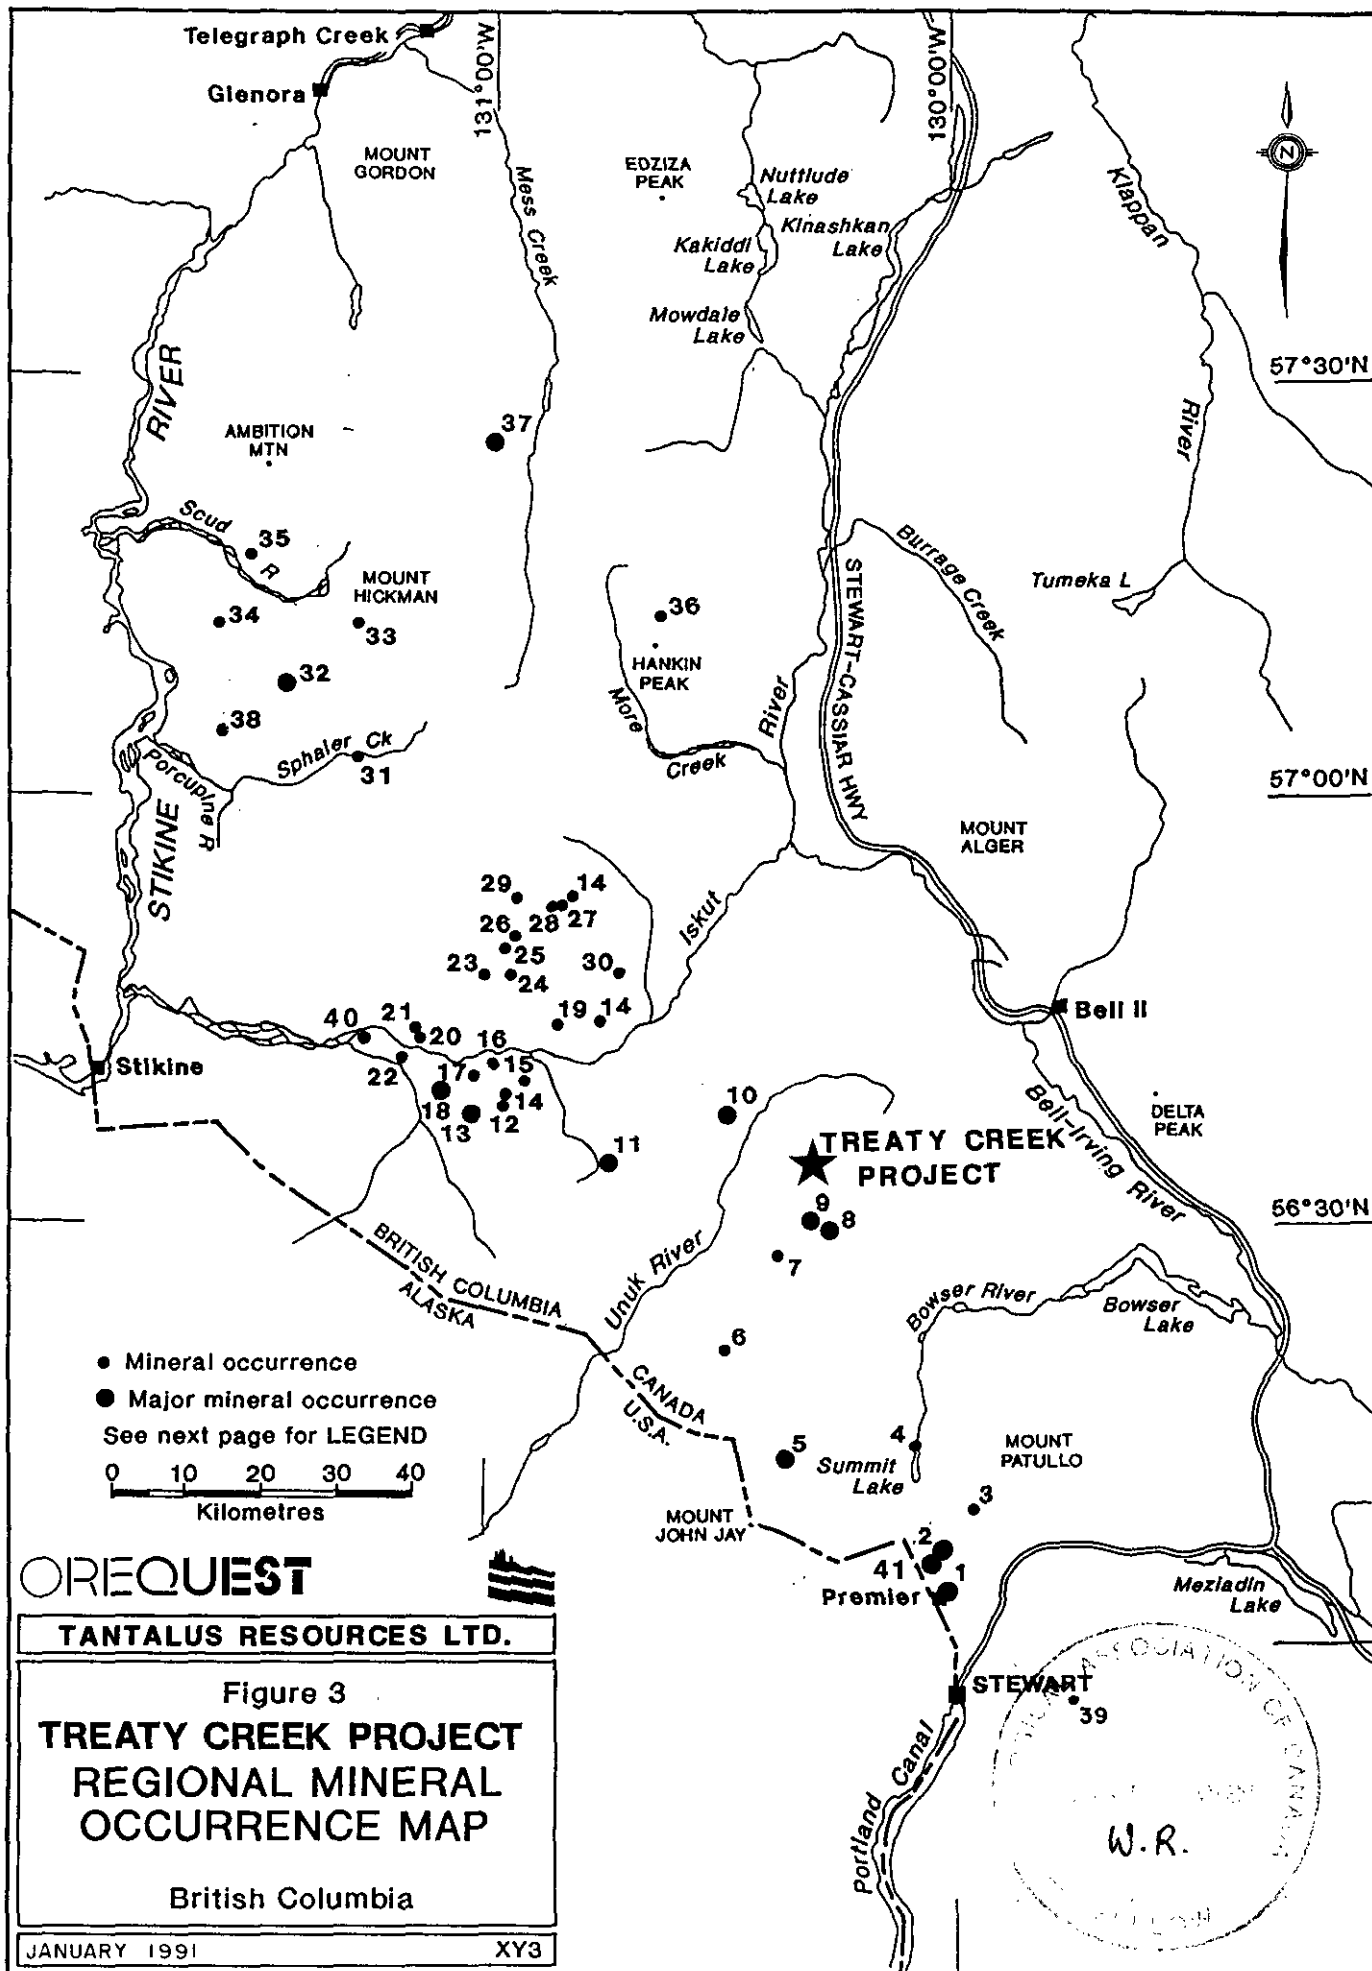 Telegraph Creek
Glenora
131°00'W
130°00'W
MOUNT
GORDON
EDZIZA
PEAK
Mess Creek
Nuttlude
Lake
Kinashkan
Lake
Kakiddi
Lake
Mowdale
Lake
Klappan
River
N
57°30'N
STIKINE RIVER
AMBITION
MTN
37
Scud
R
35
MOUNT
HICKMAN
34
33
32
38
Sphaler Ck
31
Porcupine R
36
HANKIN
PEAK
More
Creek
Iskut River
STEWART-CASSIAR HWY
Burrage Creek
Tumeka L
57°00'N
MOUNT
ALGER
29
14
28
27
26
25
23
24
30
19
14
40
21
20
16
22
17
15
18
14
13
12
Stikine
Bell II
10
11
TREATY CREEK
PROJECT
DELTA
PEAK
Bell-Irving River
56°30'N
9
8
7
Unuk River
BRITISH COLUMBIA
ALASKA
Bowser River
Bowser
Lake
6
CANADA
U.S.A.
5
4
Summit
Lake
MOUNT
PATULLO
3
MOUNT
JOHN JAY
2
41
1
Premier
Meziadin
Lake
STEWART
39
Portland Canal
Mineral occurrence
Major mineral occurrence
See next page for LEGEND
0 10 20 30 40
Kilometres
OREQUEST
TANTALUS RESOURCES LTD.
Figure 3
TREATY CREEK PROJECT
REGIONAL MINERAL
OCCURRENCE MAP
British Columbia
JANUARY 1991 XY3
ASSOCIATION OF CANADA
W.R.